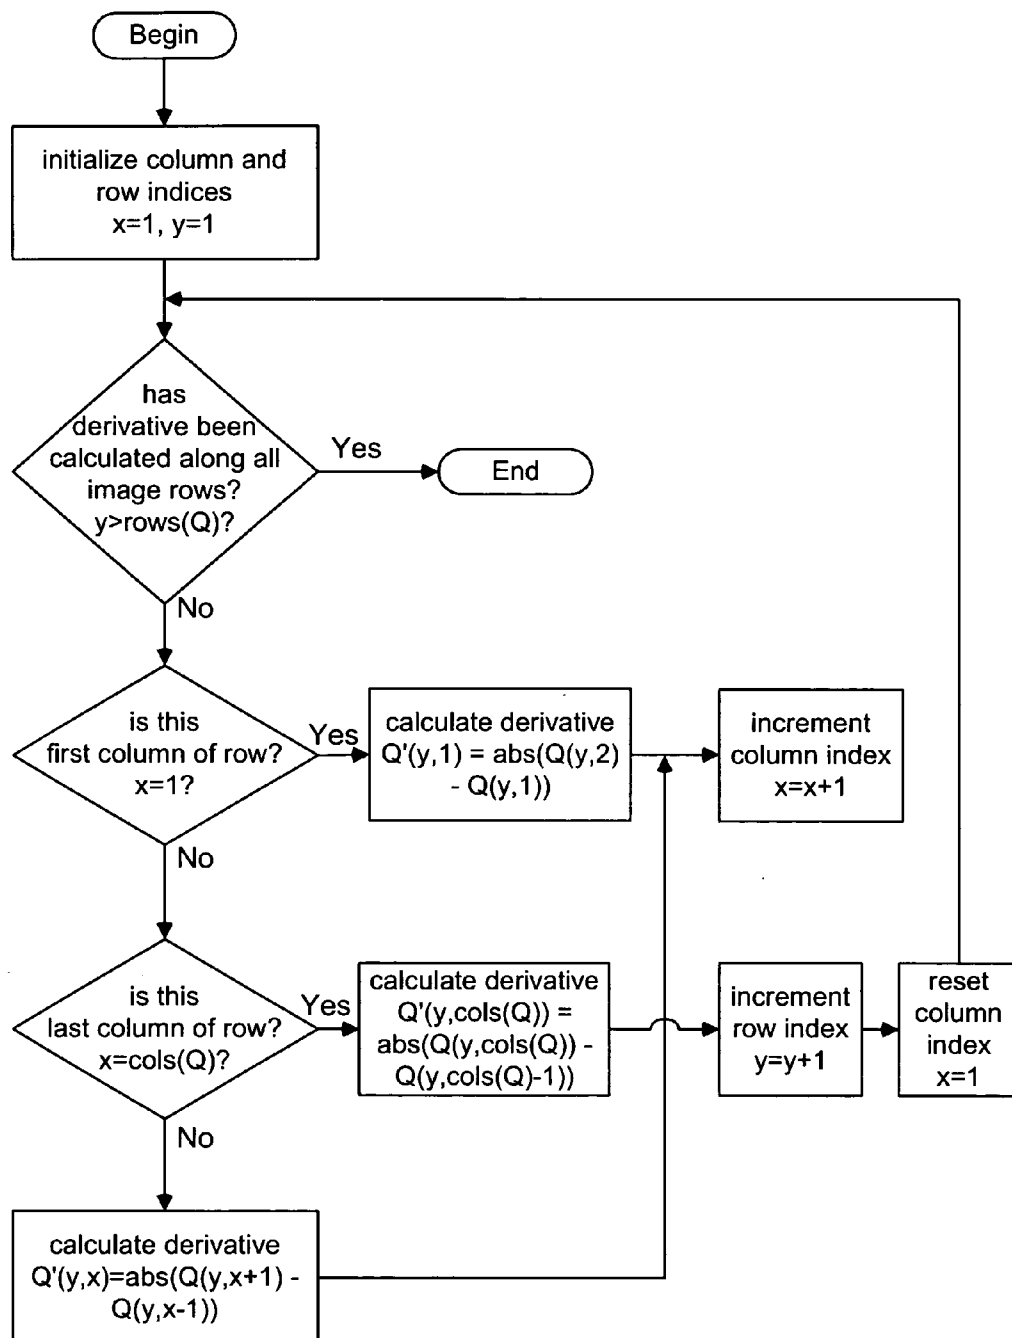 Begin
initialize column and
row indices
x=1, y=1
has
derivative been
calculated along all
image rows?
y>rows(Q)?
Yes
End
No
is this
first column of row?
x=1?
Yes
calculate derivative
Q'(y,1) = abs(Q(y,2)
- Q(y,1))
increment
column index
x=x+1
No
is this
last column of row?
x=cols(Q)?
Yes
calculate derivative
Q'(y,cols(Q)) =
abs(Q(y,cols(Q)) -
Q(y,cols(Q)-1))
increment
row index
y=y+1
reset
column
index
x=1
No
calculate derivative
Q'(y,x)=abs(Q(y,x+1) -
Q(y,x-1))